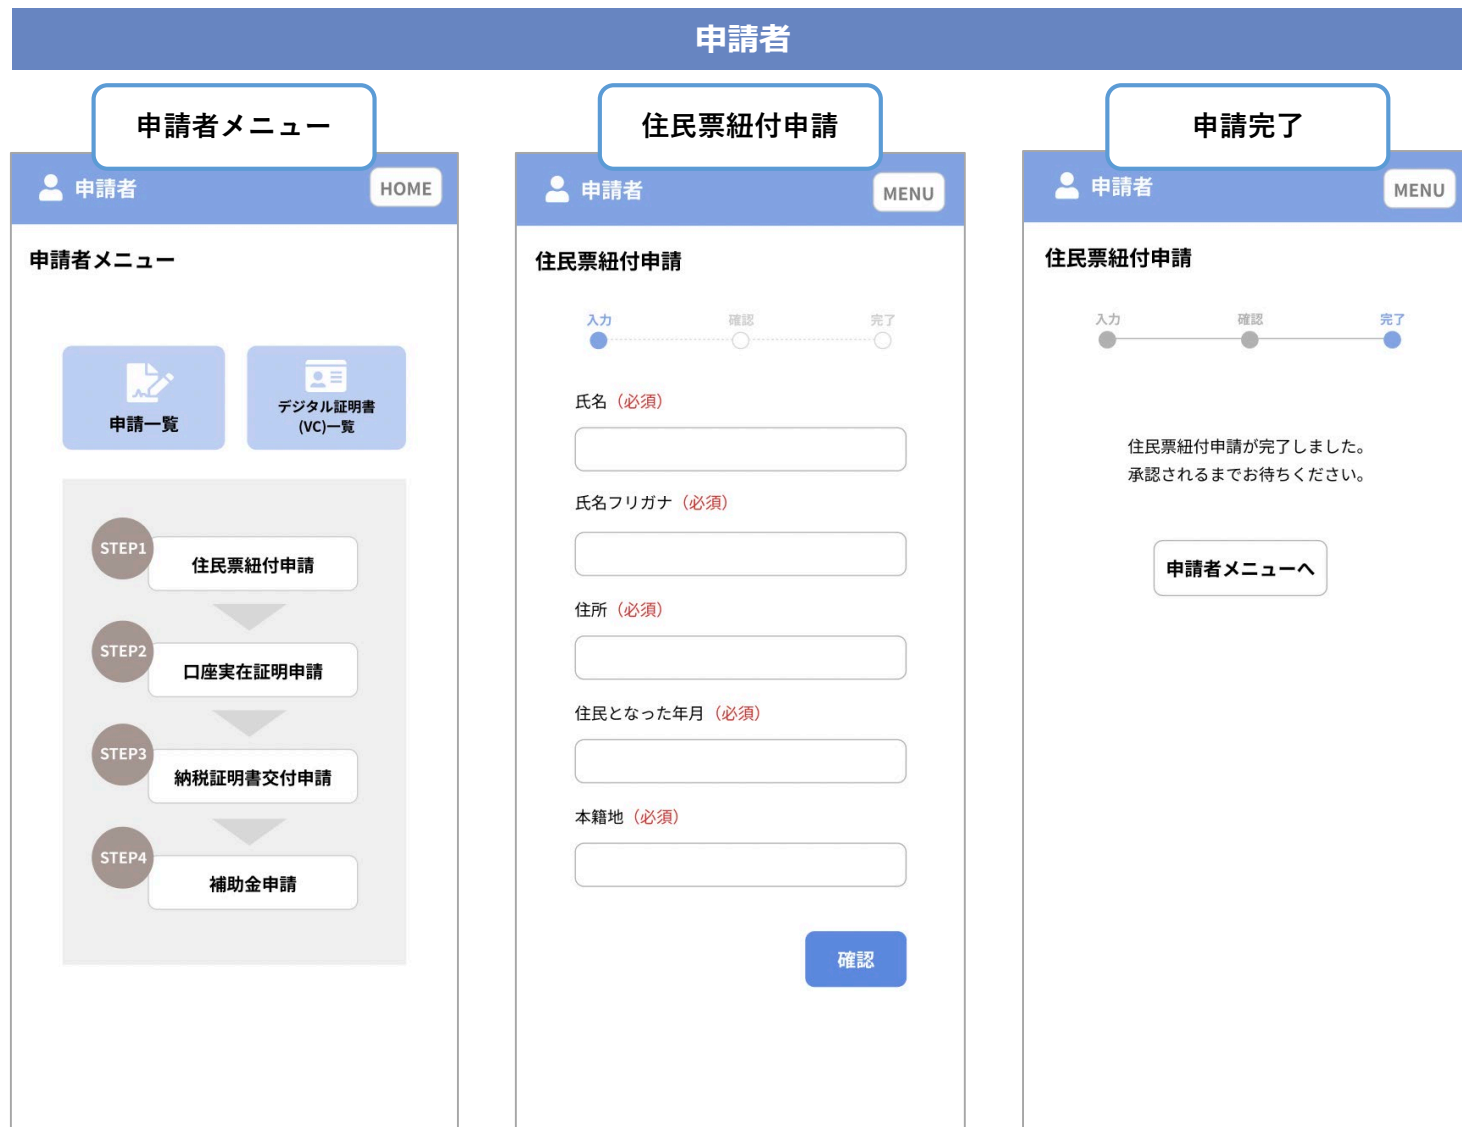 申請者
申請者メニュー
申請者
HOME
申請者メニュー
申請一覧
デジタル証明書
(VC)一覧
STEP1
住民票紐付申請
STEP2
口座実在証明申請
STEP3
納税証明書交付申請
STEP4
補助金申請
住民票紐付申請
申請者
MENU
住民票紐付申請
入力
確認
完了
氏名（必須）
氏名フリガナ（必須）
住所（必須）
住民となった年月（必須）
本籍地（必須）
確認
申請完了
申請者
MENU
住民票紐付申請
入力
確認
完了
住民票紐付申請が完了しました。
承認されるまでお待ちください。
申請者メニューへ